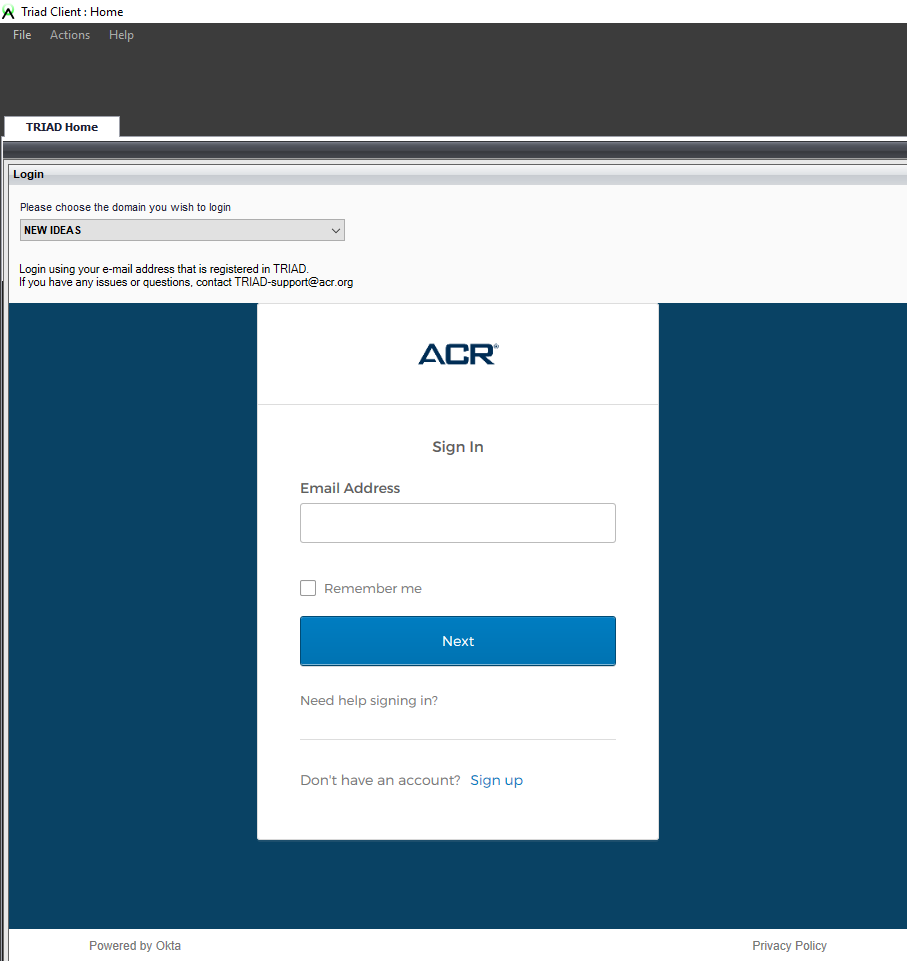 Triad Client : Home
File Actions Help
TRIAD Home
Login
Please choose the domain you wish to login
NEW IDEAS
Login using your e-mail address that is registered in TRIAD.
If you have any issues or questions, contact TRIAD-support@acr.org
ACR®
Sign In
Email Address
Remember me
Next
Need help signing in?
Don't have an account? Sign up
Powered by Okta Privacy Policy